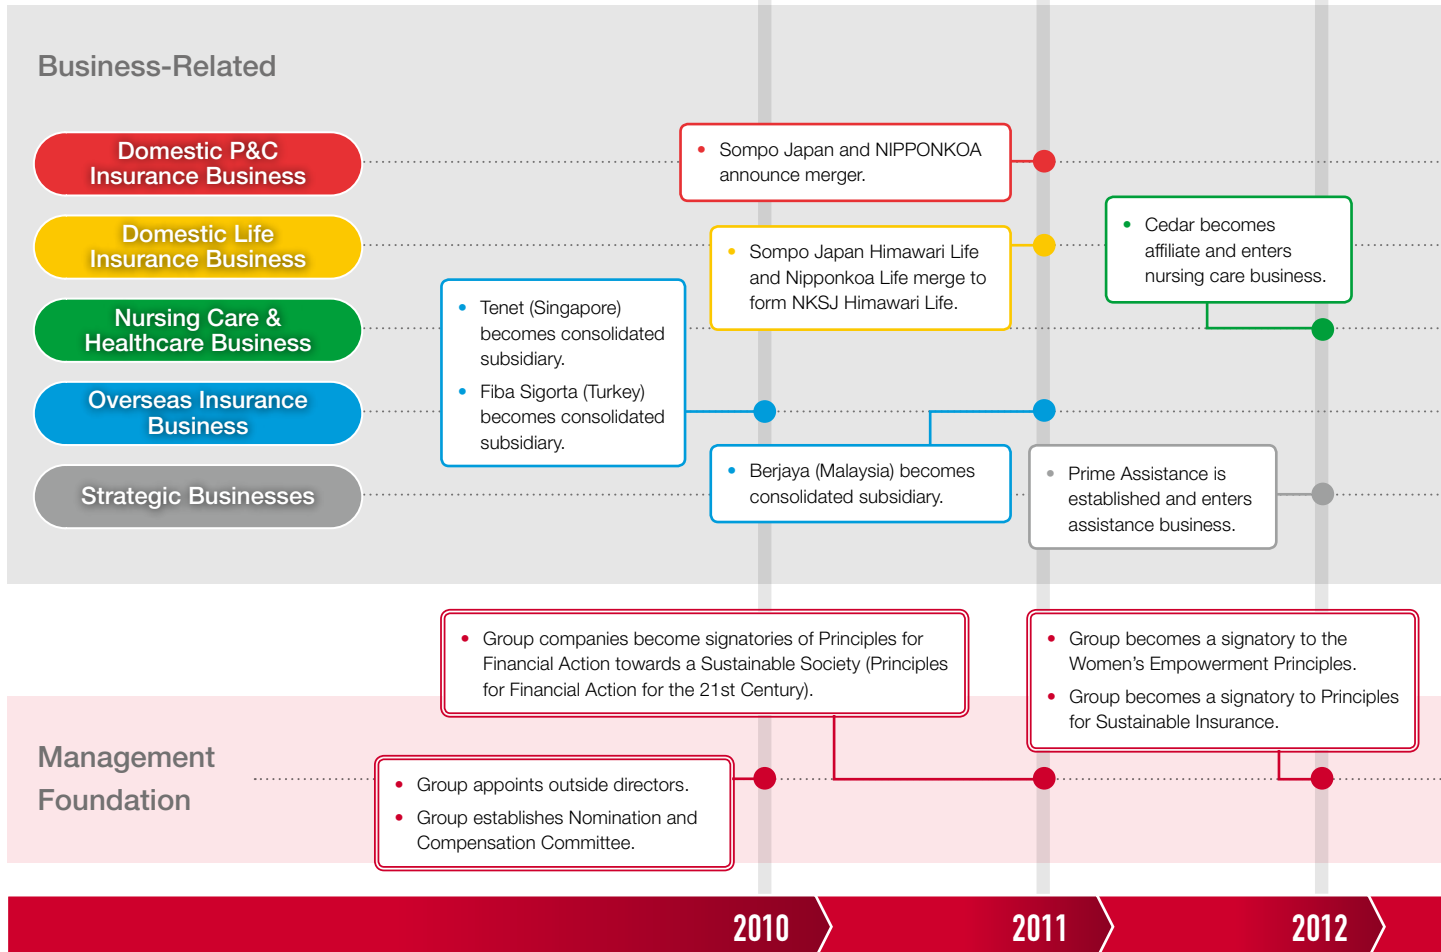 Business-Related
Domestic P&C
Insurance Business
• Sompo Japan and NIPPONKOA
announce merger.
Domestic Life
Insurance Business
• Sompo Japan Himawari Life
and Nipponkoa Life merge to
form NKSJ Himawari Life.
• Cedar becomes
affiliate and enters
nursing care business.
Nursing Care &
Healthcare Business
• Tenet (Singapore)
becomes consolidated
subsidiary.
• Fiba Sigorta (Turkey)
becomes consolidated
subsidiary.
Overseas Insurance
Business
• Berjaya (Malaysia) becomes
consolidated subsidiary.
Strategic Businesses
• Prime Assistance is
established and enters
assistance business.
• Group companies become signatories of Principles for
Financial Action towards a Sustainable Society (Principles
for Financial Action for the 21st Century).
• Group becomes a signatory to the
Women’s Empowerment Principles.
• Group becomes a signatory to Principles
for Sustainable Insurance.
Management
Foundation
• Group appoints outside directors.
• Group establishes Nomination and
Compensation Committee.
2010
2011
2012